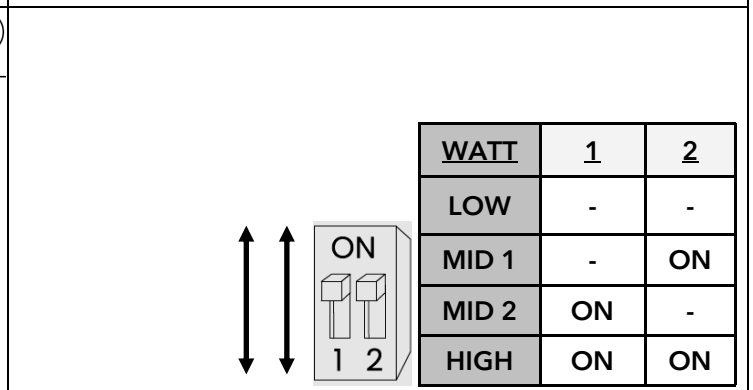 ON
1 2
WATT 1 2
LOW - -
MID 1 - ON
MID 2 ON -
HIGH ON ON